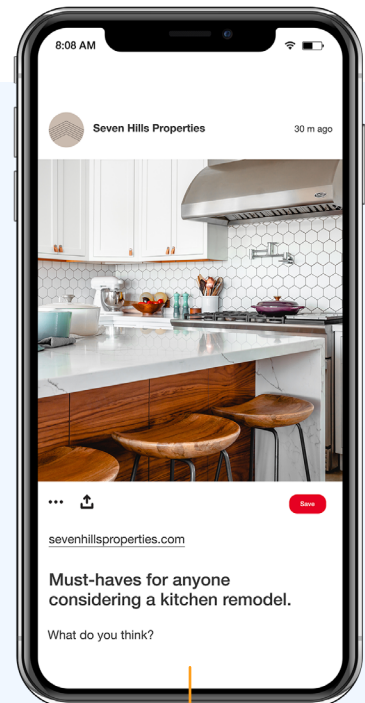 8:08 AM
Seven Hills Properties
30 m ago
Save
sevenhillsproperties.com
Must-haves for anyone
considering a kitchen remodel.
What do you think?